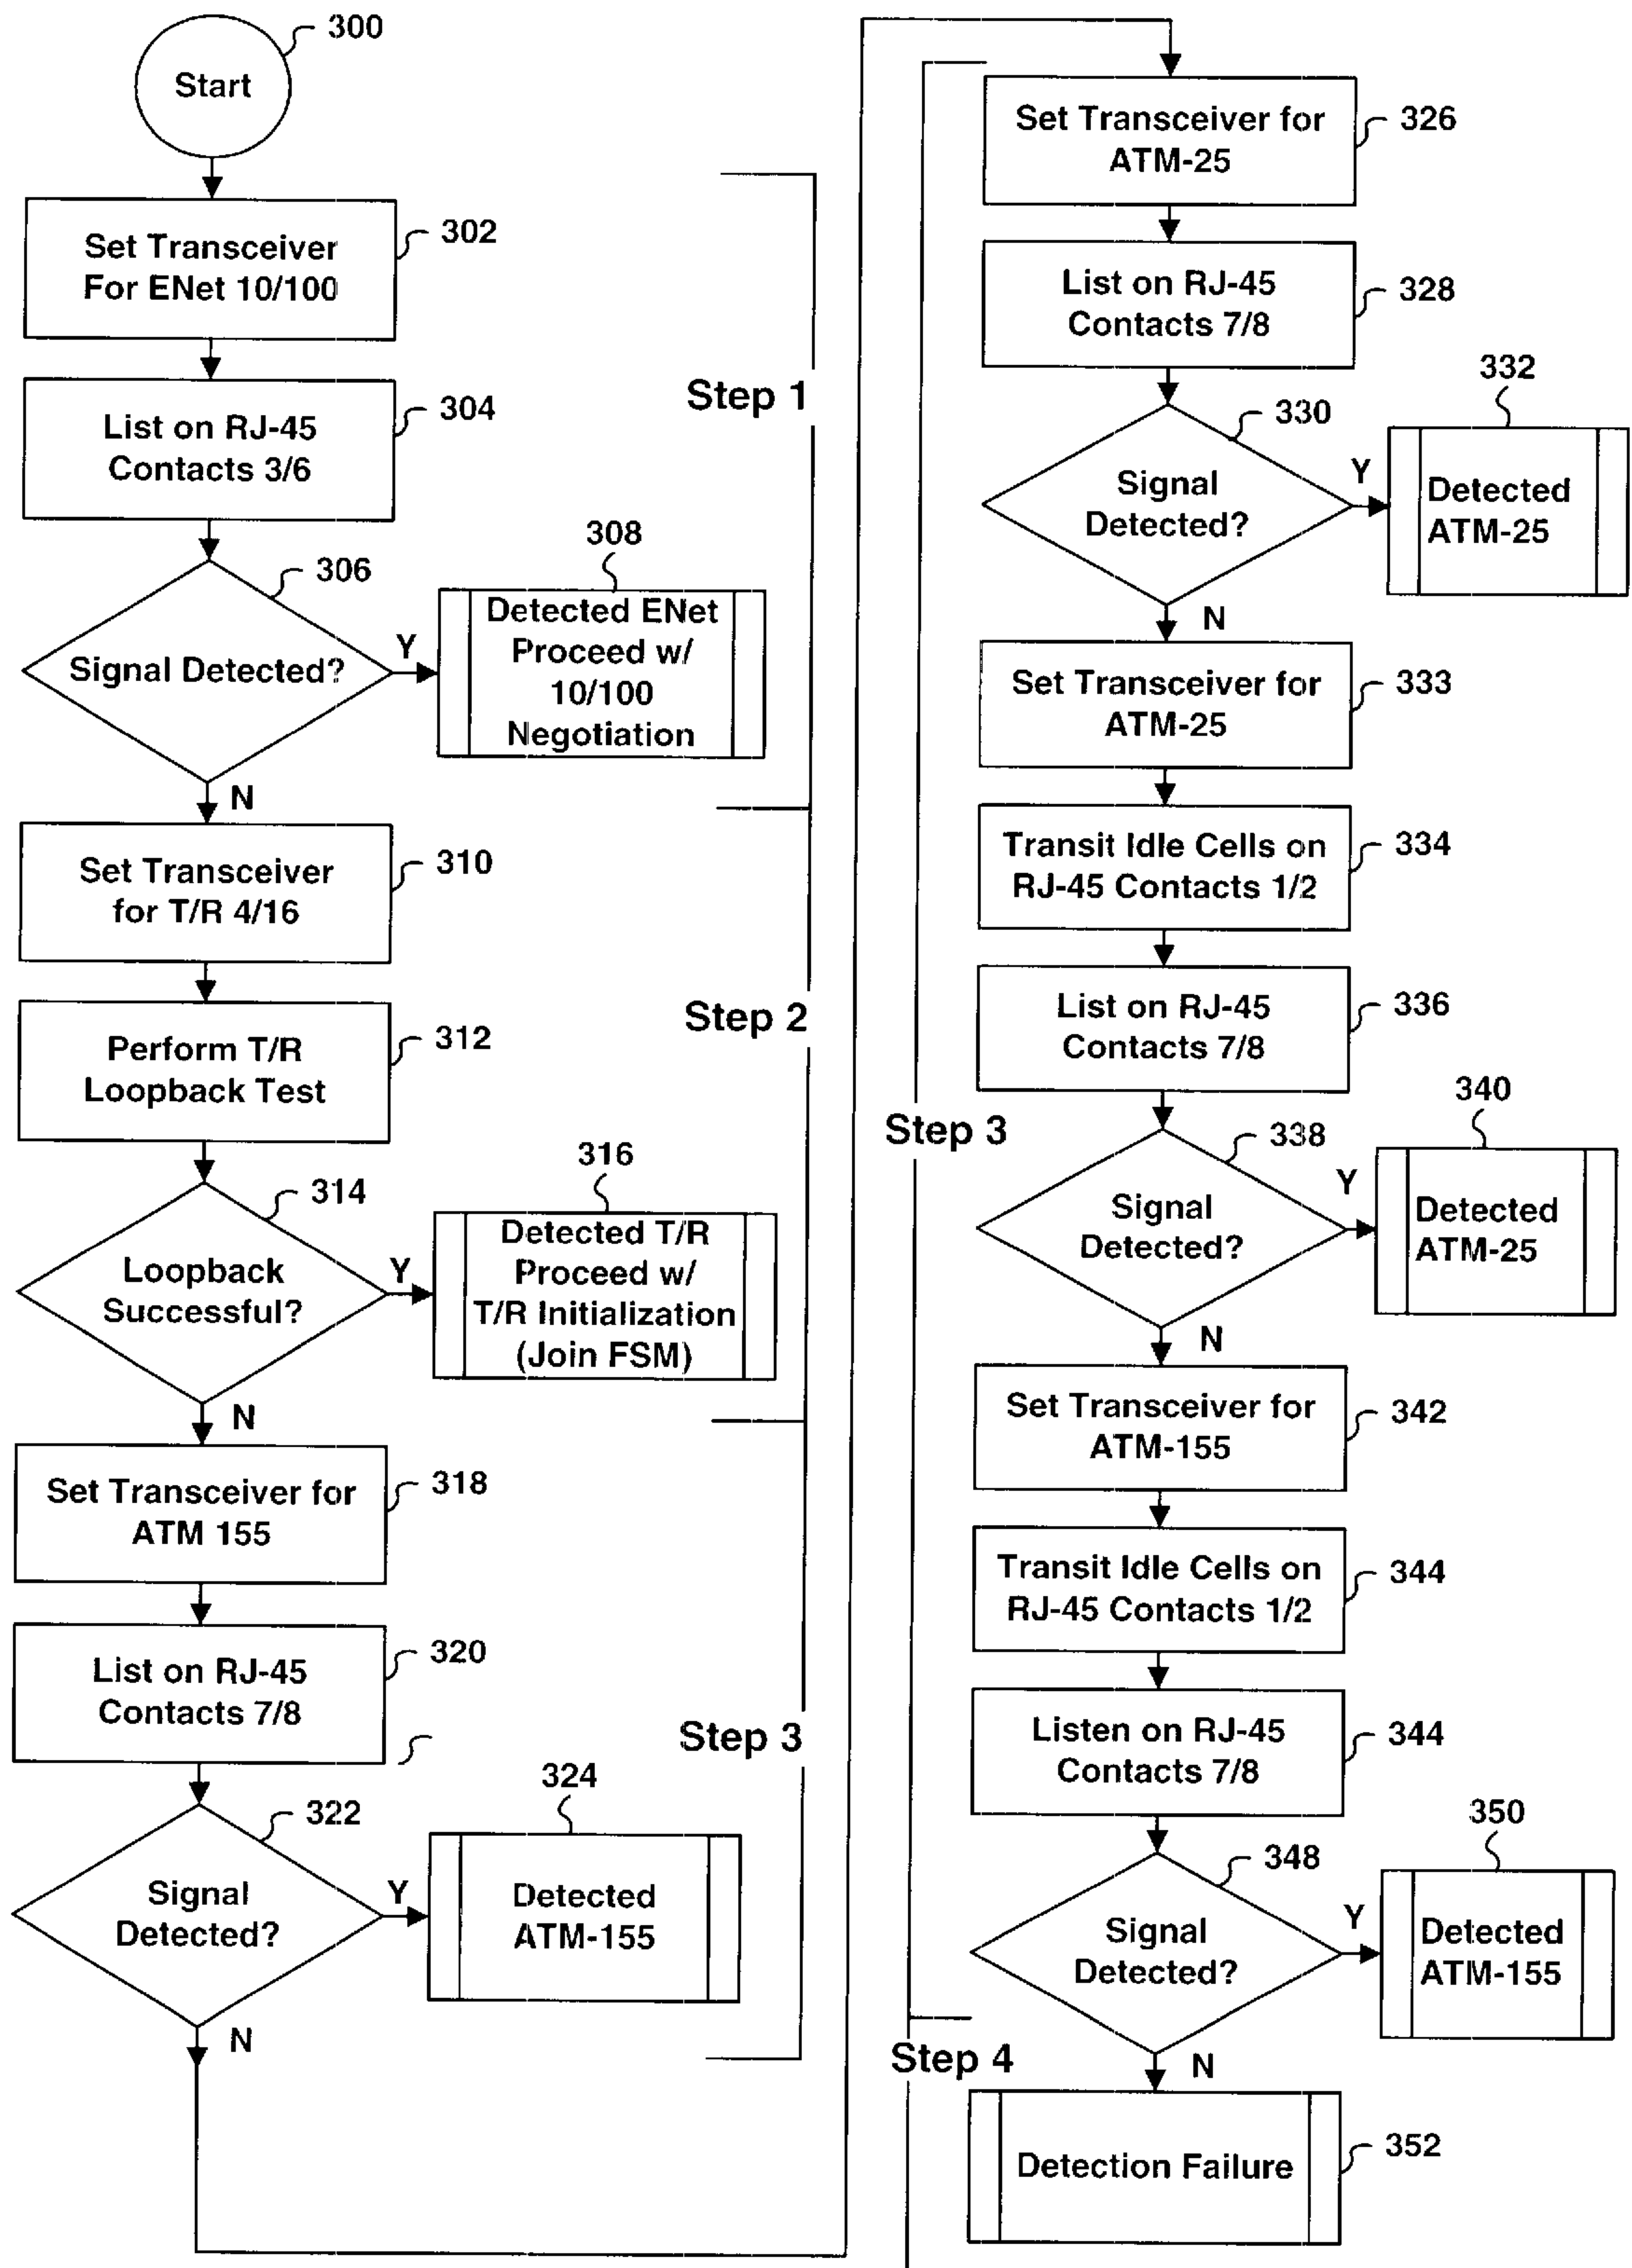 300
Start
302
Set Transceiver
For ENet 10/100
304
List on RJ-45
Contacts 3/6
Step 1
306
Signal Detected?
Y
308
Detected ENet
Proceed w/
10/100
Negotiation
N
310
Set Transceiver
for T/R 4/16
312
Perform T/R
Loopback Test
Step 2
314
Loopback
Successful?
Y
316
Detected T/R
Proceed w/
T/R Initialization
(Join FSM)
N
318
Set Transceiver for
ATM 155
320
List on RJ-45
Contacts 7/8
Step 3
322
Signal
Detected?
Y
324
Detected
ATM-155
N
326
Set Transceiver for
ATM-25
328
List on RJ-45
Contacts 7/8
330
Signal
Detected?
Y
332
Detected
ATM-25
N
333
Set Transceiver for
ATM-25
334
Transit Idle Cells on
RJ-45 Contacts 1/2
336
List on RJ-45
Contacts 7/8
Step 3
338
Signal
Detected?
Y
340
Detected
ATM-25
N
342
Set Transceiver for
ATM-155
344
Transit Idle Cells on
RJ-45 Contacts 1/2
344
Listen on RJ-45
Contacts 7/8
348
Signal
Detected?
Y
350
Detected
ATM-155
Step 4
N
352
Detection Failure